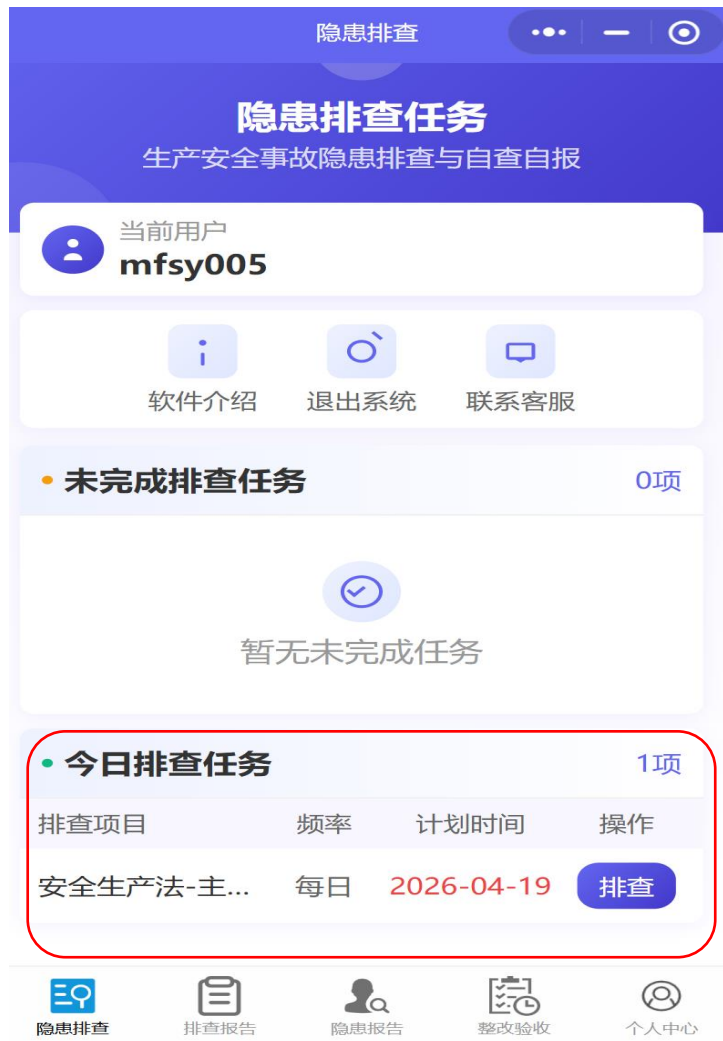 隐患排查
隐患排查任务
生产安全事故隐患排查与自查自报
当前用户
mfsy005
软件介绍 退出系统 联系客服
未完成排查任务 0项
暂无未完成任务
今日排查任务 1项
排查项目 频率 计划时间 操作
安全生产法-主... 每日 2026-04-19 排查
隐患排查 排查报告 隐患报告 整改验收 个人中心